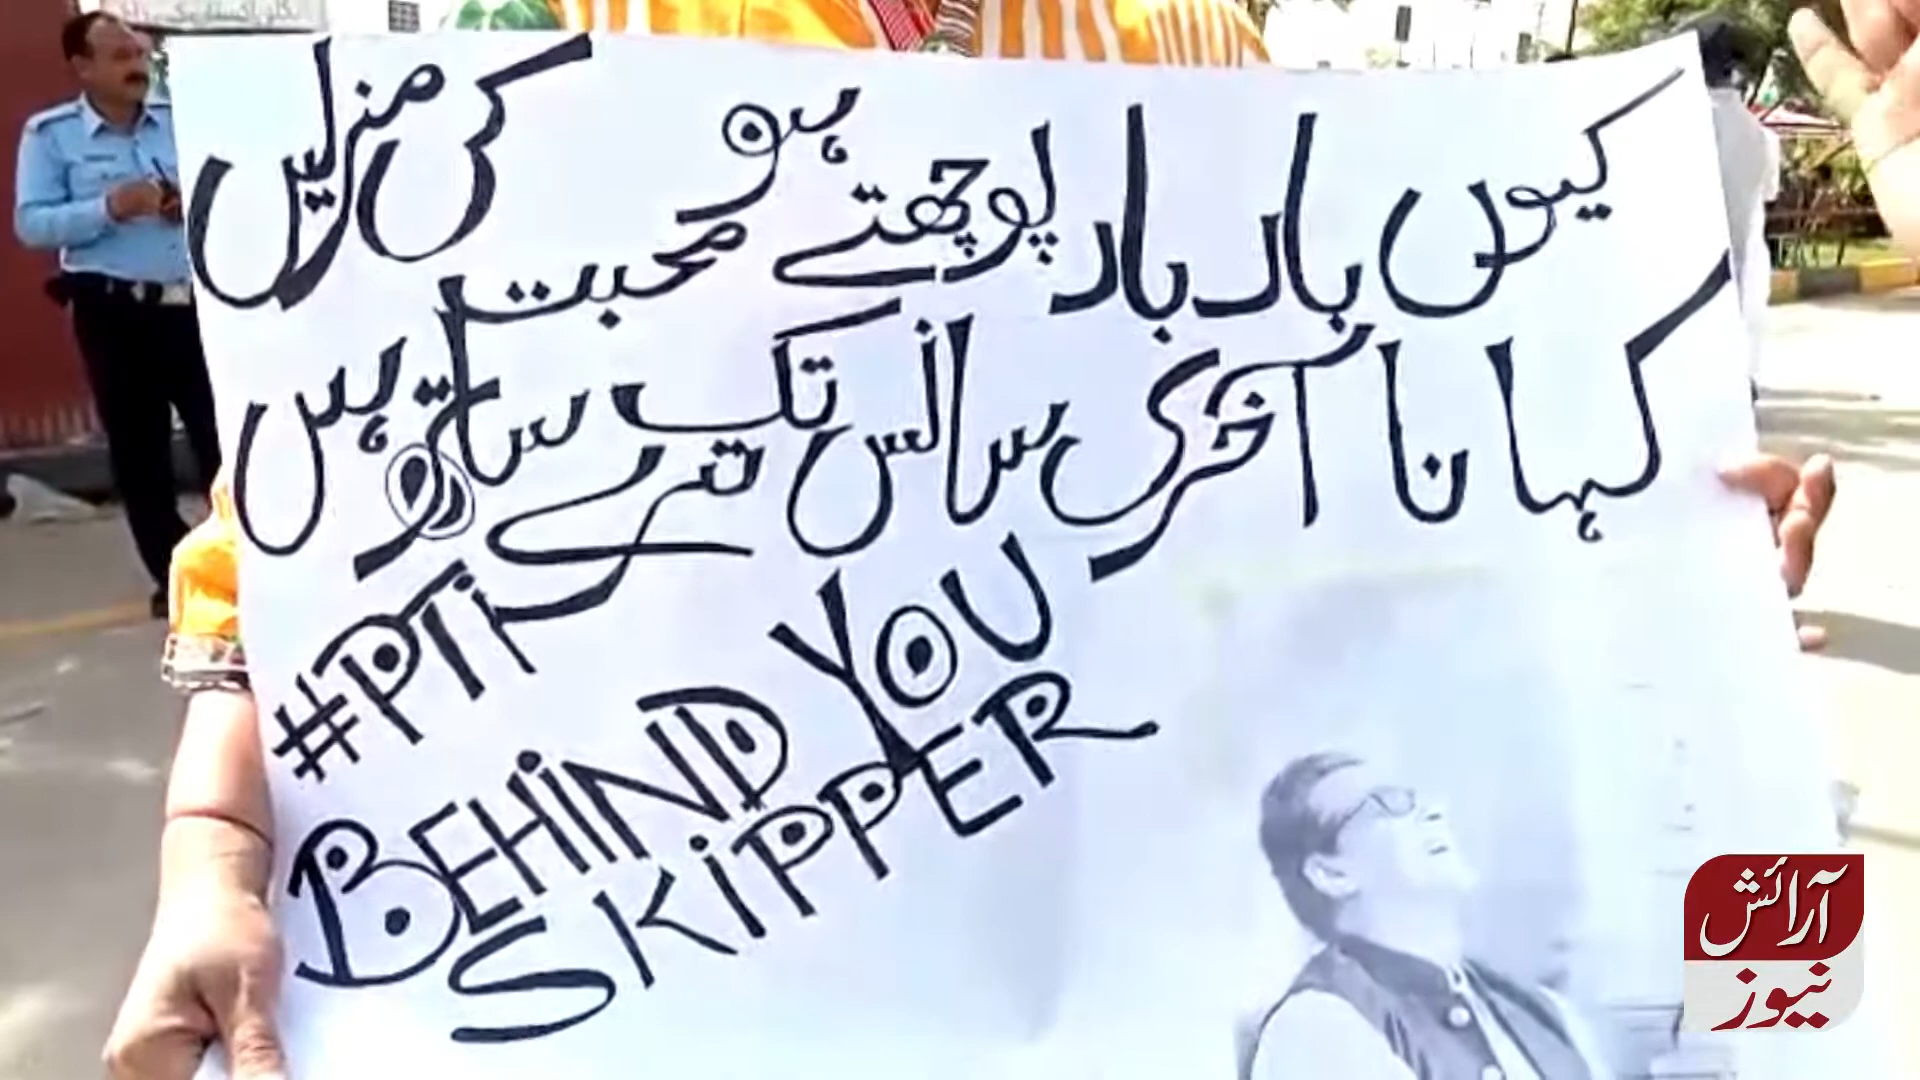 کیوں بار بار پوچھتے ہو محبت کی منزلیں
کہا نا آخری سانس تک تیرے ساتھ ہیں
#PTI
BEHIND YOU
SKIPPER
آرائش
نیوز